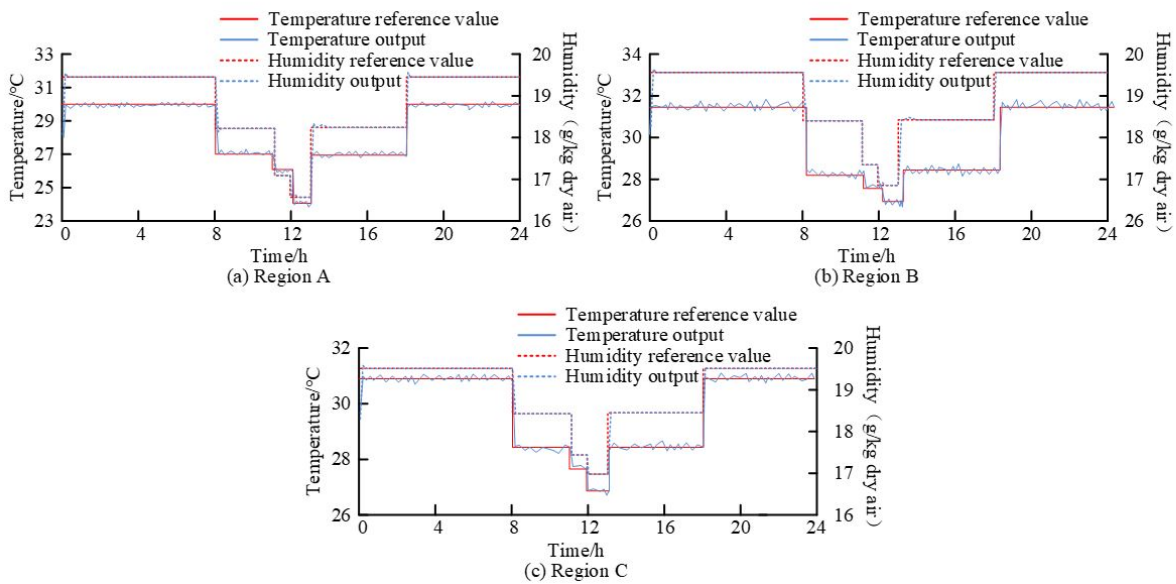 Temperature reference value
Temperature output
Humidity reference value
Humidity output
Temperature/°C
33
31
29
27
25
23
20
19
18
17
16
Humidity（g/kg dry air）
0 4 8 12 16 20 24
Time/h
(a) Region A
Temperature reference value
Temperature output
Humidity reference value
Humidity output
Temperature/°C
34
32
30
28
26
20
19
18
17
16
Humidity（g/kg dry air）
0 4 8 12 16 20 24
Time/h
(b) Region B
Temperature reference value
Temperature output
Humidity reference value
Humidity output
Temperature/°C
32
30
28
26
20
19
18
17
16
Humidity（g/kg dry air）
0 4 8 12 16 20 24
Time/h
(c) Region C